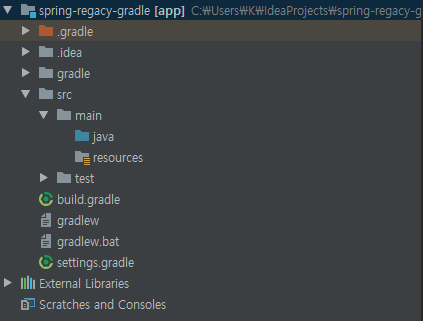 spring-regacy-gradle [app] C:₩Users₩K₩IdeaProjects₩spring-regacy-g
.gradle
.idea
gradle
src
main
java
resources
test
build.gradle
gradlew
gradlew.bat
settings.gradle
External Libraries
Scratches and Consoles